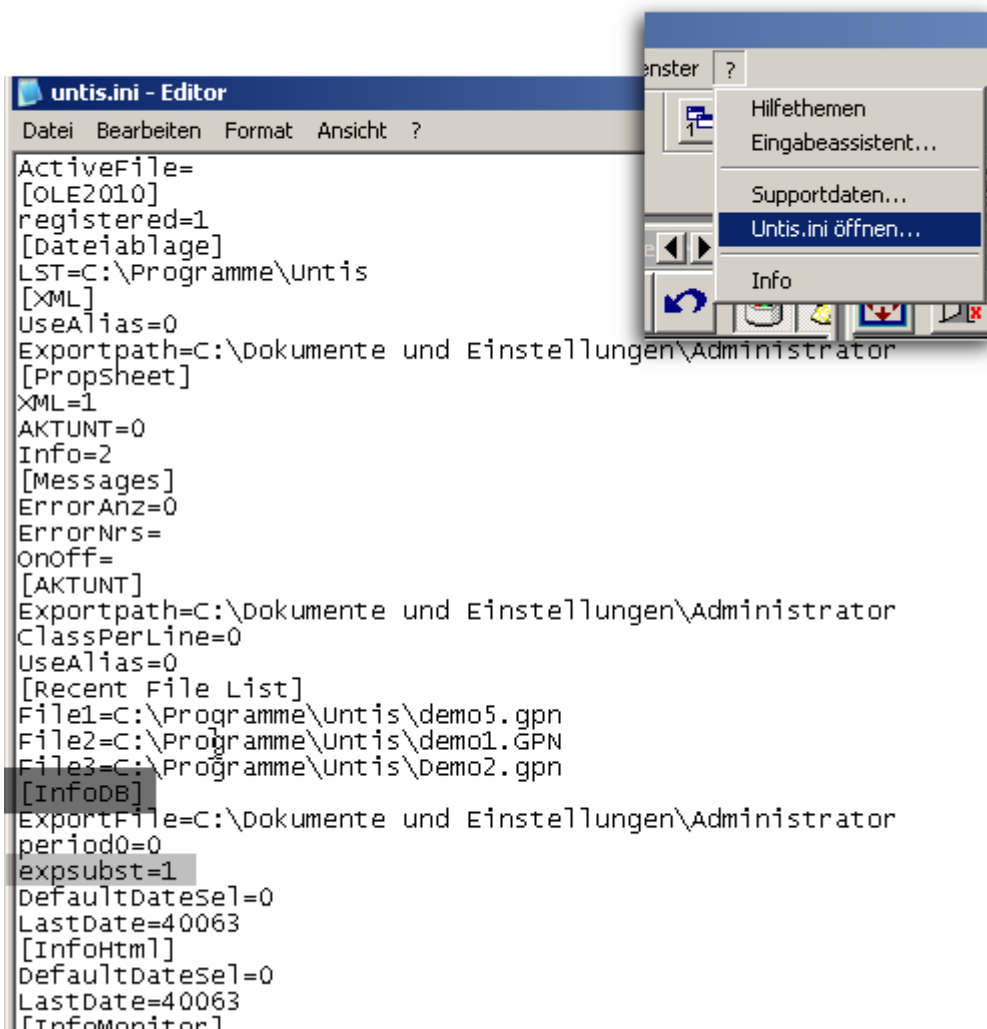 enster ?
Hilfethemen
Eingabeassistent...
Supportdaten...
Untis.ini öffnen...
Info
untis.ini - Editor
Datei Bearbeiten Format Ansicht ?
ActiveFile=
[OLE2010]
registered=1
[Dateiablage]
LST=C:\Programme\Untis
[XML]
UseAlias=0
Exportpath=C:\Dokumente und Einstellungen\Administrator
[PropSheet]
XML=1
AKTUNT=0
Info=2
[Messages]
ErrorAnz=0
ErrorNrs=
OnOff=
[AKTUNT]
Exportpath=C:\Dokumente und Einstellungen\Administrator
ClassPerLine=0
UseAlias=0
[Recent File List]
File1=C:\Programme\Untis\demo5.gpn
File2=C:\Programme\Untis\demo1.GPN
File3=C:\Programme\Untis\Demo2.gpn
[InfoDB]
ExportFile=C:\Dokumente und Einstellungen\Administrator
period0=0
expsubst=1
DefaultDateSel=0
LastDate=40063
[InfoHtml]
DefaultDateSel=0
LastDate=40063
[InfoMonitor]